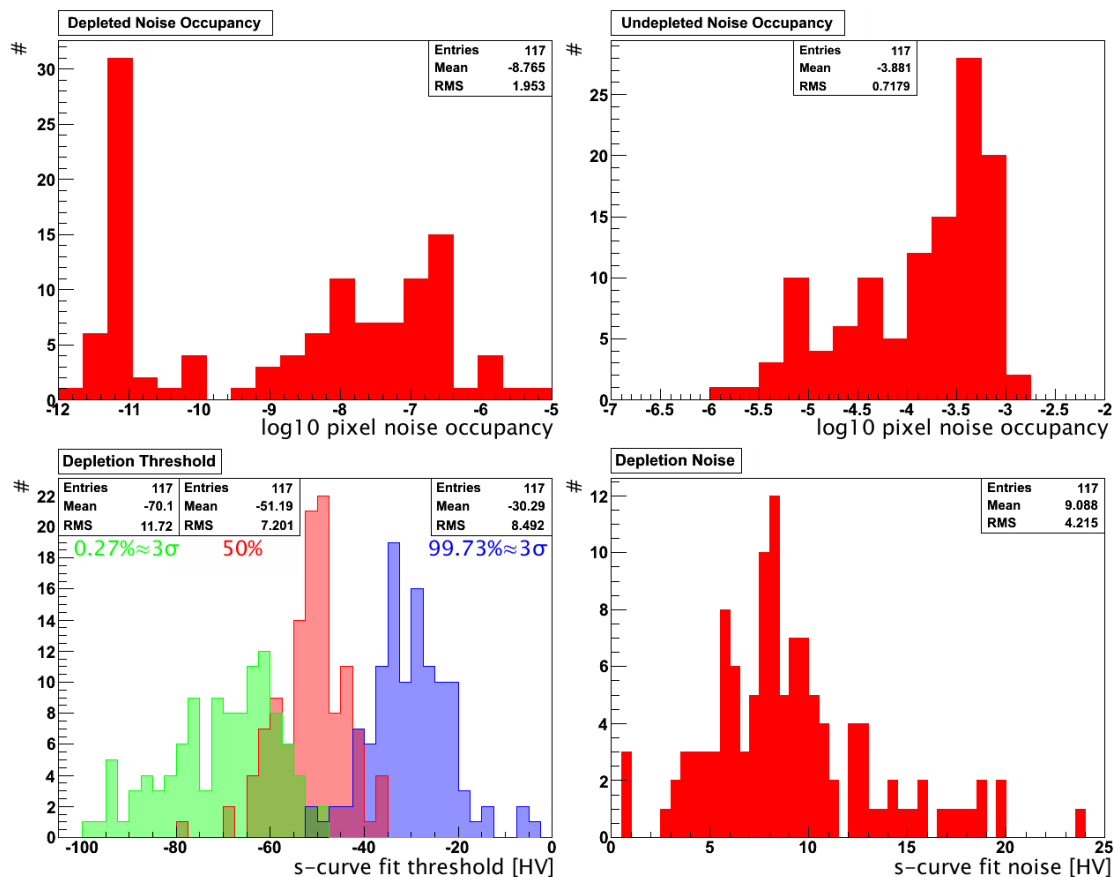 Depleted Noise Occupancy
#
Entries 117
Mean -8.765
RMS 1.953
30
25
20
15
10
5
0
-12 -11 -10 -9 -8 -7 -6 -5
log10 pixel noise occupancy
Undepleted Noise Occupancy
#
Entries 117
Mean -3.881
RMS 0.7179
25
20
15
10
5
0
-7 -6.5 -6 -5.5 -5 -4.5 -4 -3.5 -3 -2.5 -2
log10 pixel noise occupancy
Depletion Threshold
#
Entries 117
Mean -70.1
RMS 11.72
0.27%≈3σ
Entries 117
Mean -51.19
RMS 7.201
50%
Entries 117
Mean -30.29
RMS 8.492
99.73%≈3σ
22
20
18
16
14
12
10
8
6
4
2
0
-100 -80 -60 -40 -20 0
s-curve fit threshold [HV]
Depletion Noise
#
Entries 117
Mean 9.088
RMS 4.215
12
10
8
6
4
2
0
0 5 10 15 20 25
s-curve fit noise [HV]